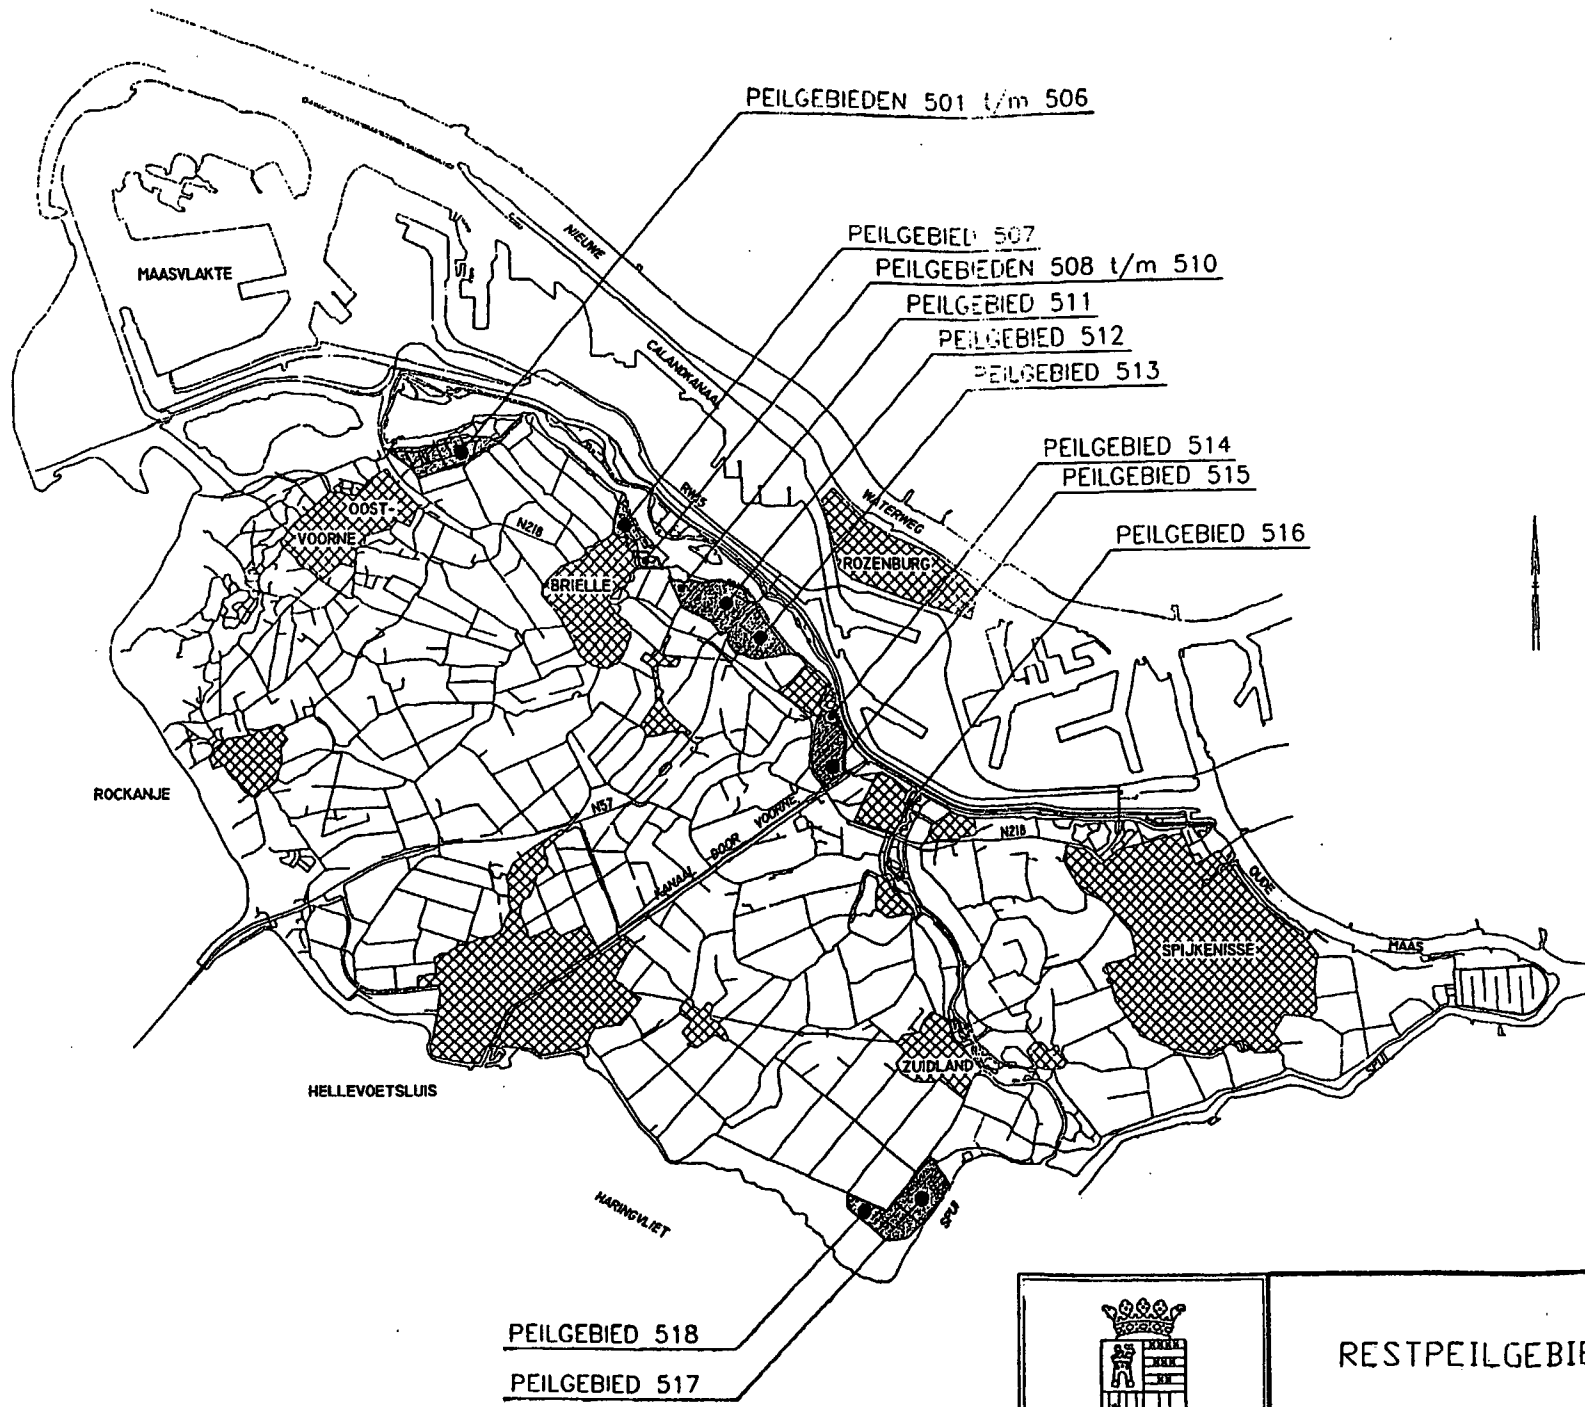 PEILGEBIEDEN 501 t/m 506
PEILGEBIED 507
PEILGEBIEDEN 508 t/m 510
PEILGEBIED 511
PEILGEBIED 512
PEILGEBIED 513
PEILGEBIED 514
PEILGEBIED 515
PEILGEBIED 516
NIEUWE
MAASVLAKTE
CALANDKANAAL
WATERWEG
OOST-
VOORNE
N218
BRIELLE
ROZENBURG
ROCKANJE
N57
KANAAL DOOR VOORNE
N218
OUDE
MAAS
SPIJKENISSE
SPUI
ZUIDLAND
HELLEVOETSLUIS
HARINGVLIET
SPUI
PEILGEBIED 518
PEILGEBIED 517
RESTPEILGEBIE